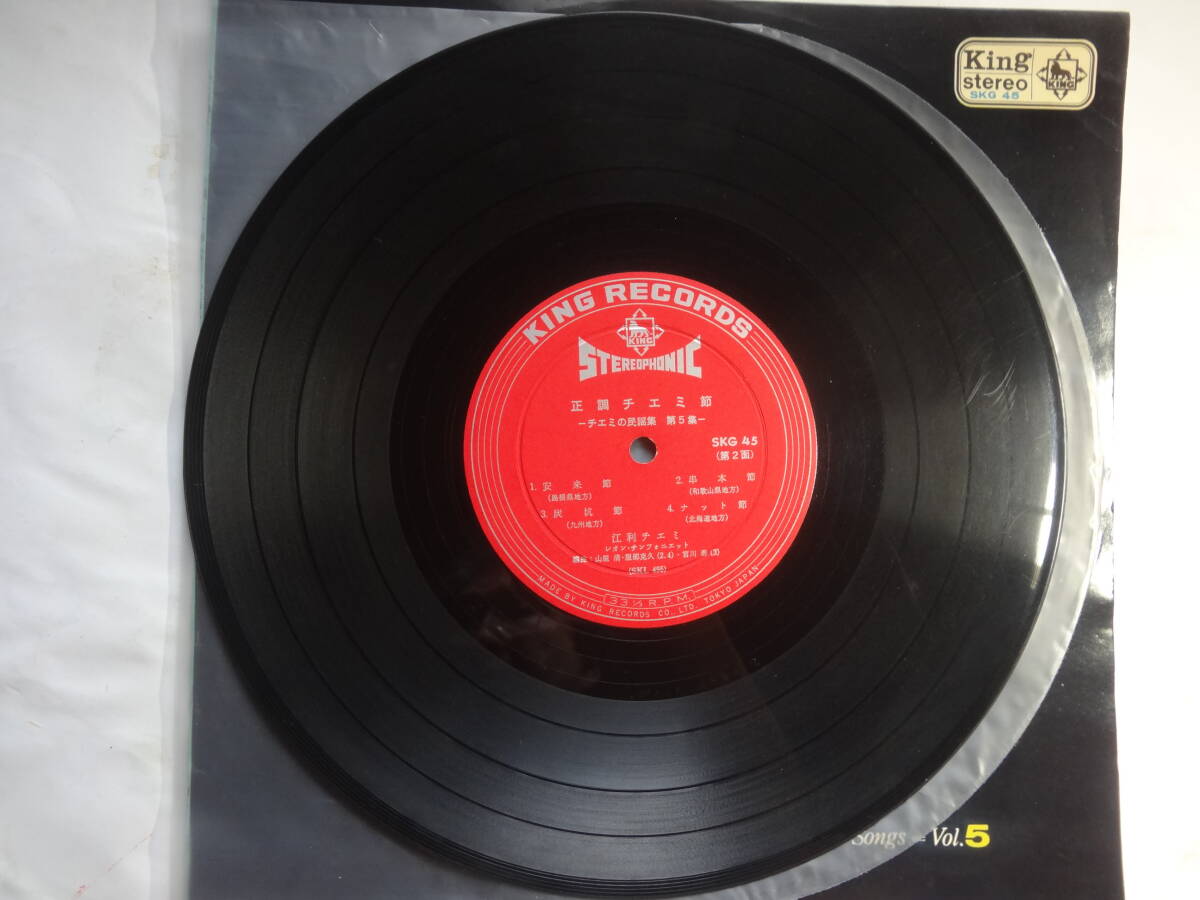 King
stereo
SKG 45
KING
KING RECORDS
KING
STEREOPHONIC
正調チエミ節
―チエミの民謡集 第5集―
SKG 45
(第2面)
1. 安来節 2. 串本節
(島根県地方) (和歌山県地方)
3. 炭坑節 4. ナット節
(九州地方) (北海道地方)
江利チエミ
レオン・サンフォニエット
(SKL 495)
33⅓ R.P.M.
MADE BY KING RECORDS CO., LTD. TOKYO JAPAN
Songs = Vol.5